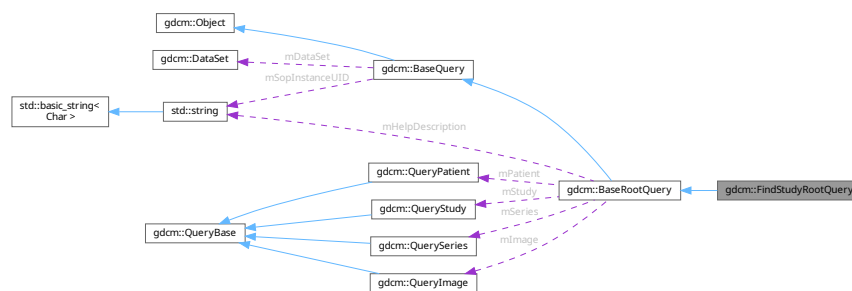 gdcm::Object
gdcm::DataSet
mDataSet
gdcm::BaseQuery
mSopInstanceUID
std::basic_string<
Char >
std::string
mHelpDescription
gdcm::QueryPatient
mPatient
gdcm::BaseRootQuery
gdcm::FindStudyRootQuery
mStudy
gdcm::QueryStudy
mSeries
gdcm::QueryBase
gdcm::QuerySeries
mImage
gdcm::QueryImage